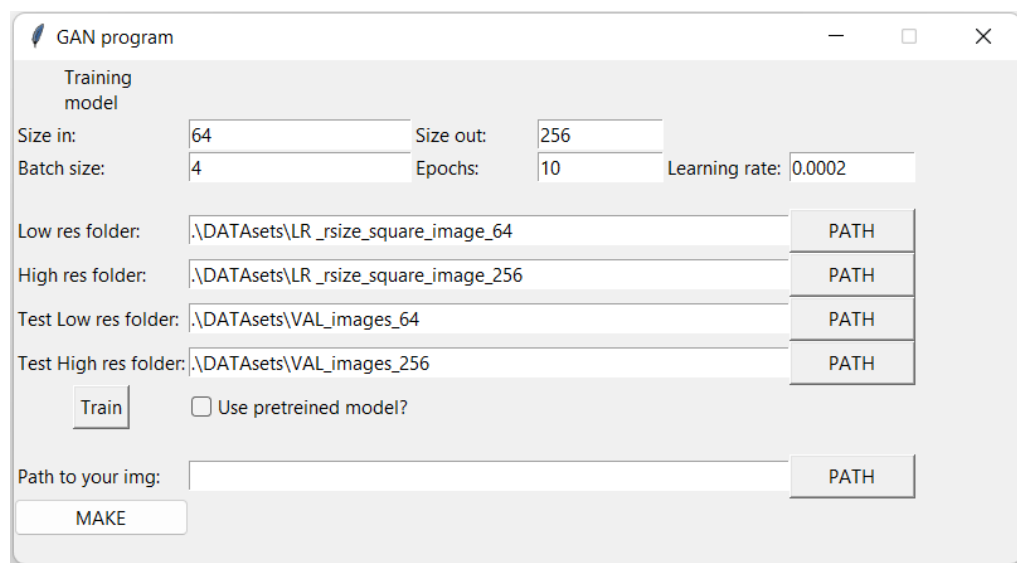 GAN program
Training
model
Size in: 64 Size out: 256
Batch size: 4 Epochs: 10 Learning rate: 0.0002
Low res folder: .\DATAsets\LR _rsize_square_image_64 PATH
High res folder: .\DATAsets\LR _rsize_square_image_256 PATH
Test Low res folder: .\DATAsets\VAL_images_64 PATH
Test High res folder: .\DATAsets\VAL_images_256 PATH
Train Use pretreined model?
Path to your img: PATH
MAKE